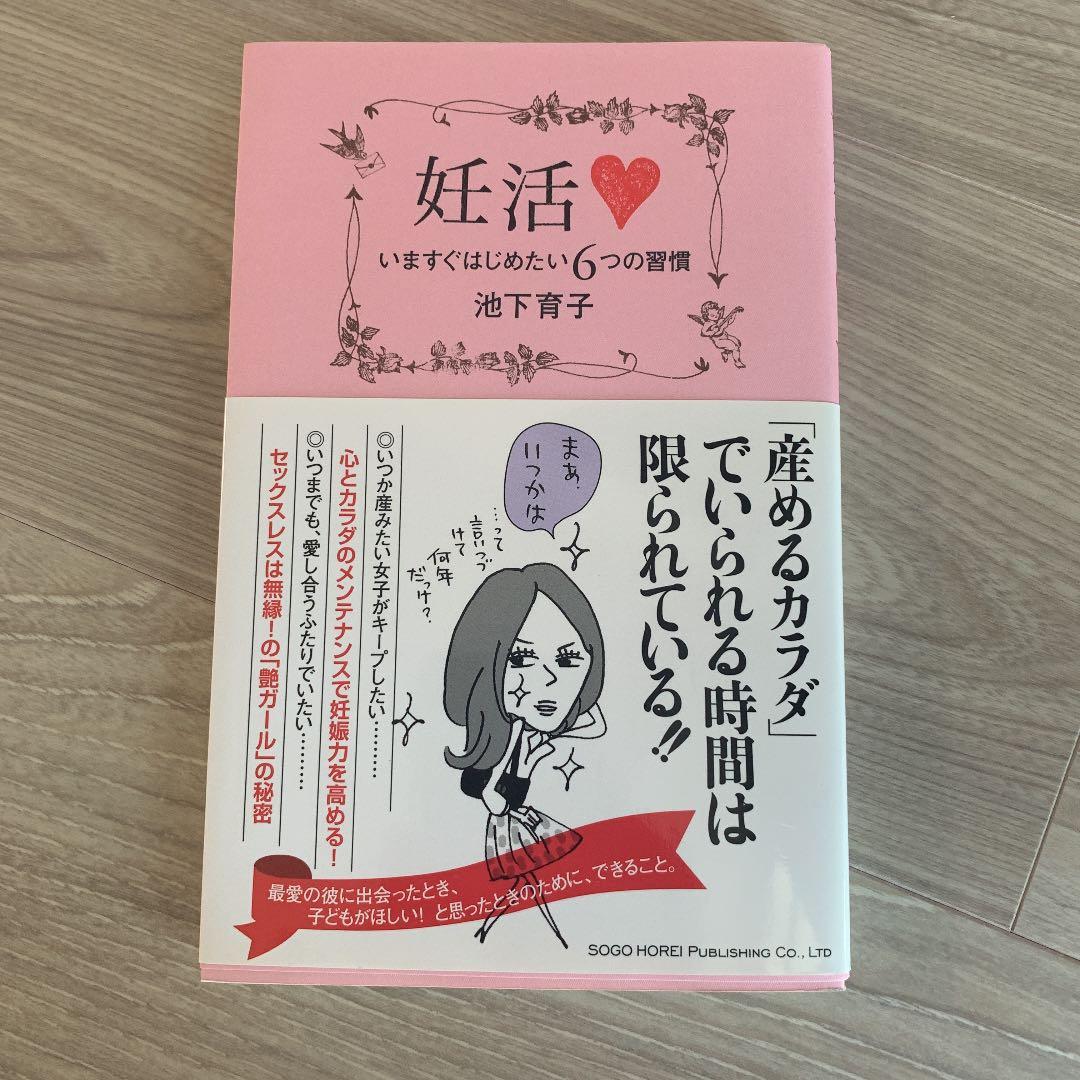 妊活♥
いますぐはじめたい6つの習慣
池下育子
「産めるカラダ」
でいられる時間は
限られている!!
まあ、
いつかは
…って
言いつづ
けて
何年
だっけ?
◎いつか産みたい女子がキープしたい………
心とカラダのメンテナンスで妊娠力を高める!
◎いつまでも、愛し合うふたりでいたい………
セックスレスは無縁!の「艶ガール」の秘密
最愛の彼に出会ったとき、
子どもがほしい! と思ったときのために、できること。
SOGO HOREI PUBLISHING CO., LTD